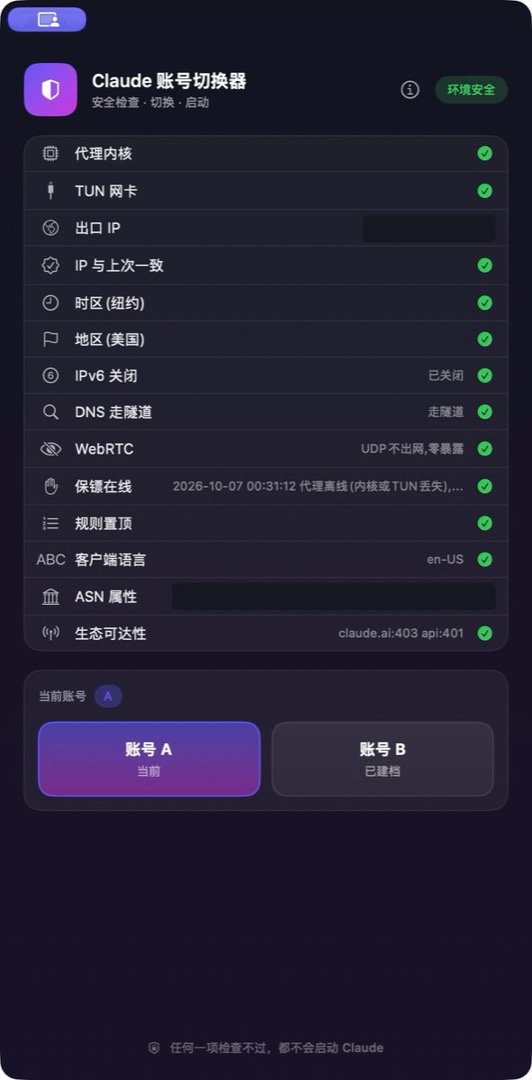 Claude 账号切换器
安全检查 · 切换 · 启动
环境安全
代理内核
TUN 网卡
出口 IP
IP 与上次一致
时区 (纽约)
地区 (美国)
IPv6 关闭
已关闭
DNS 走隧道
走隧道
WebRTC
UDP 不出网,零暴露
保镖在线
2026-10-07 00:31:12 代理离线(内核或TUN丢失),...
规则置顶
ABC 客户端语言
en-US
ASN 属性
生态可达性
claude.ai:403 api:401
当前账号 A
账号 A
当前
账号 B
已建档
任何一项检查不过，都不会启动 Claude